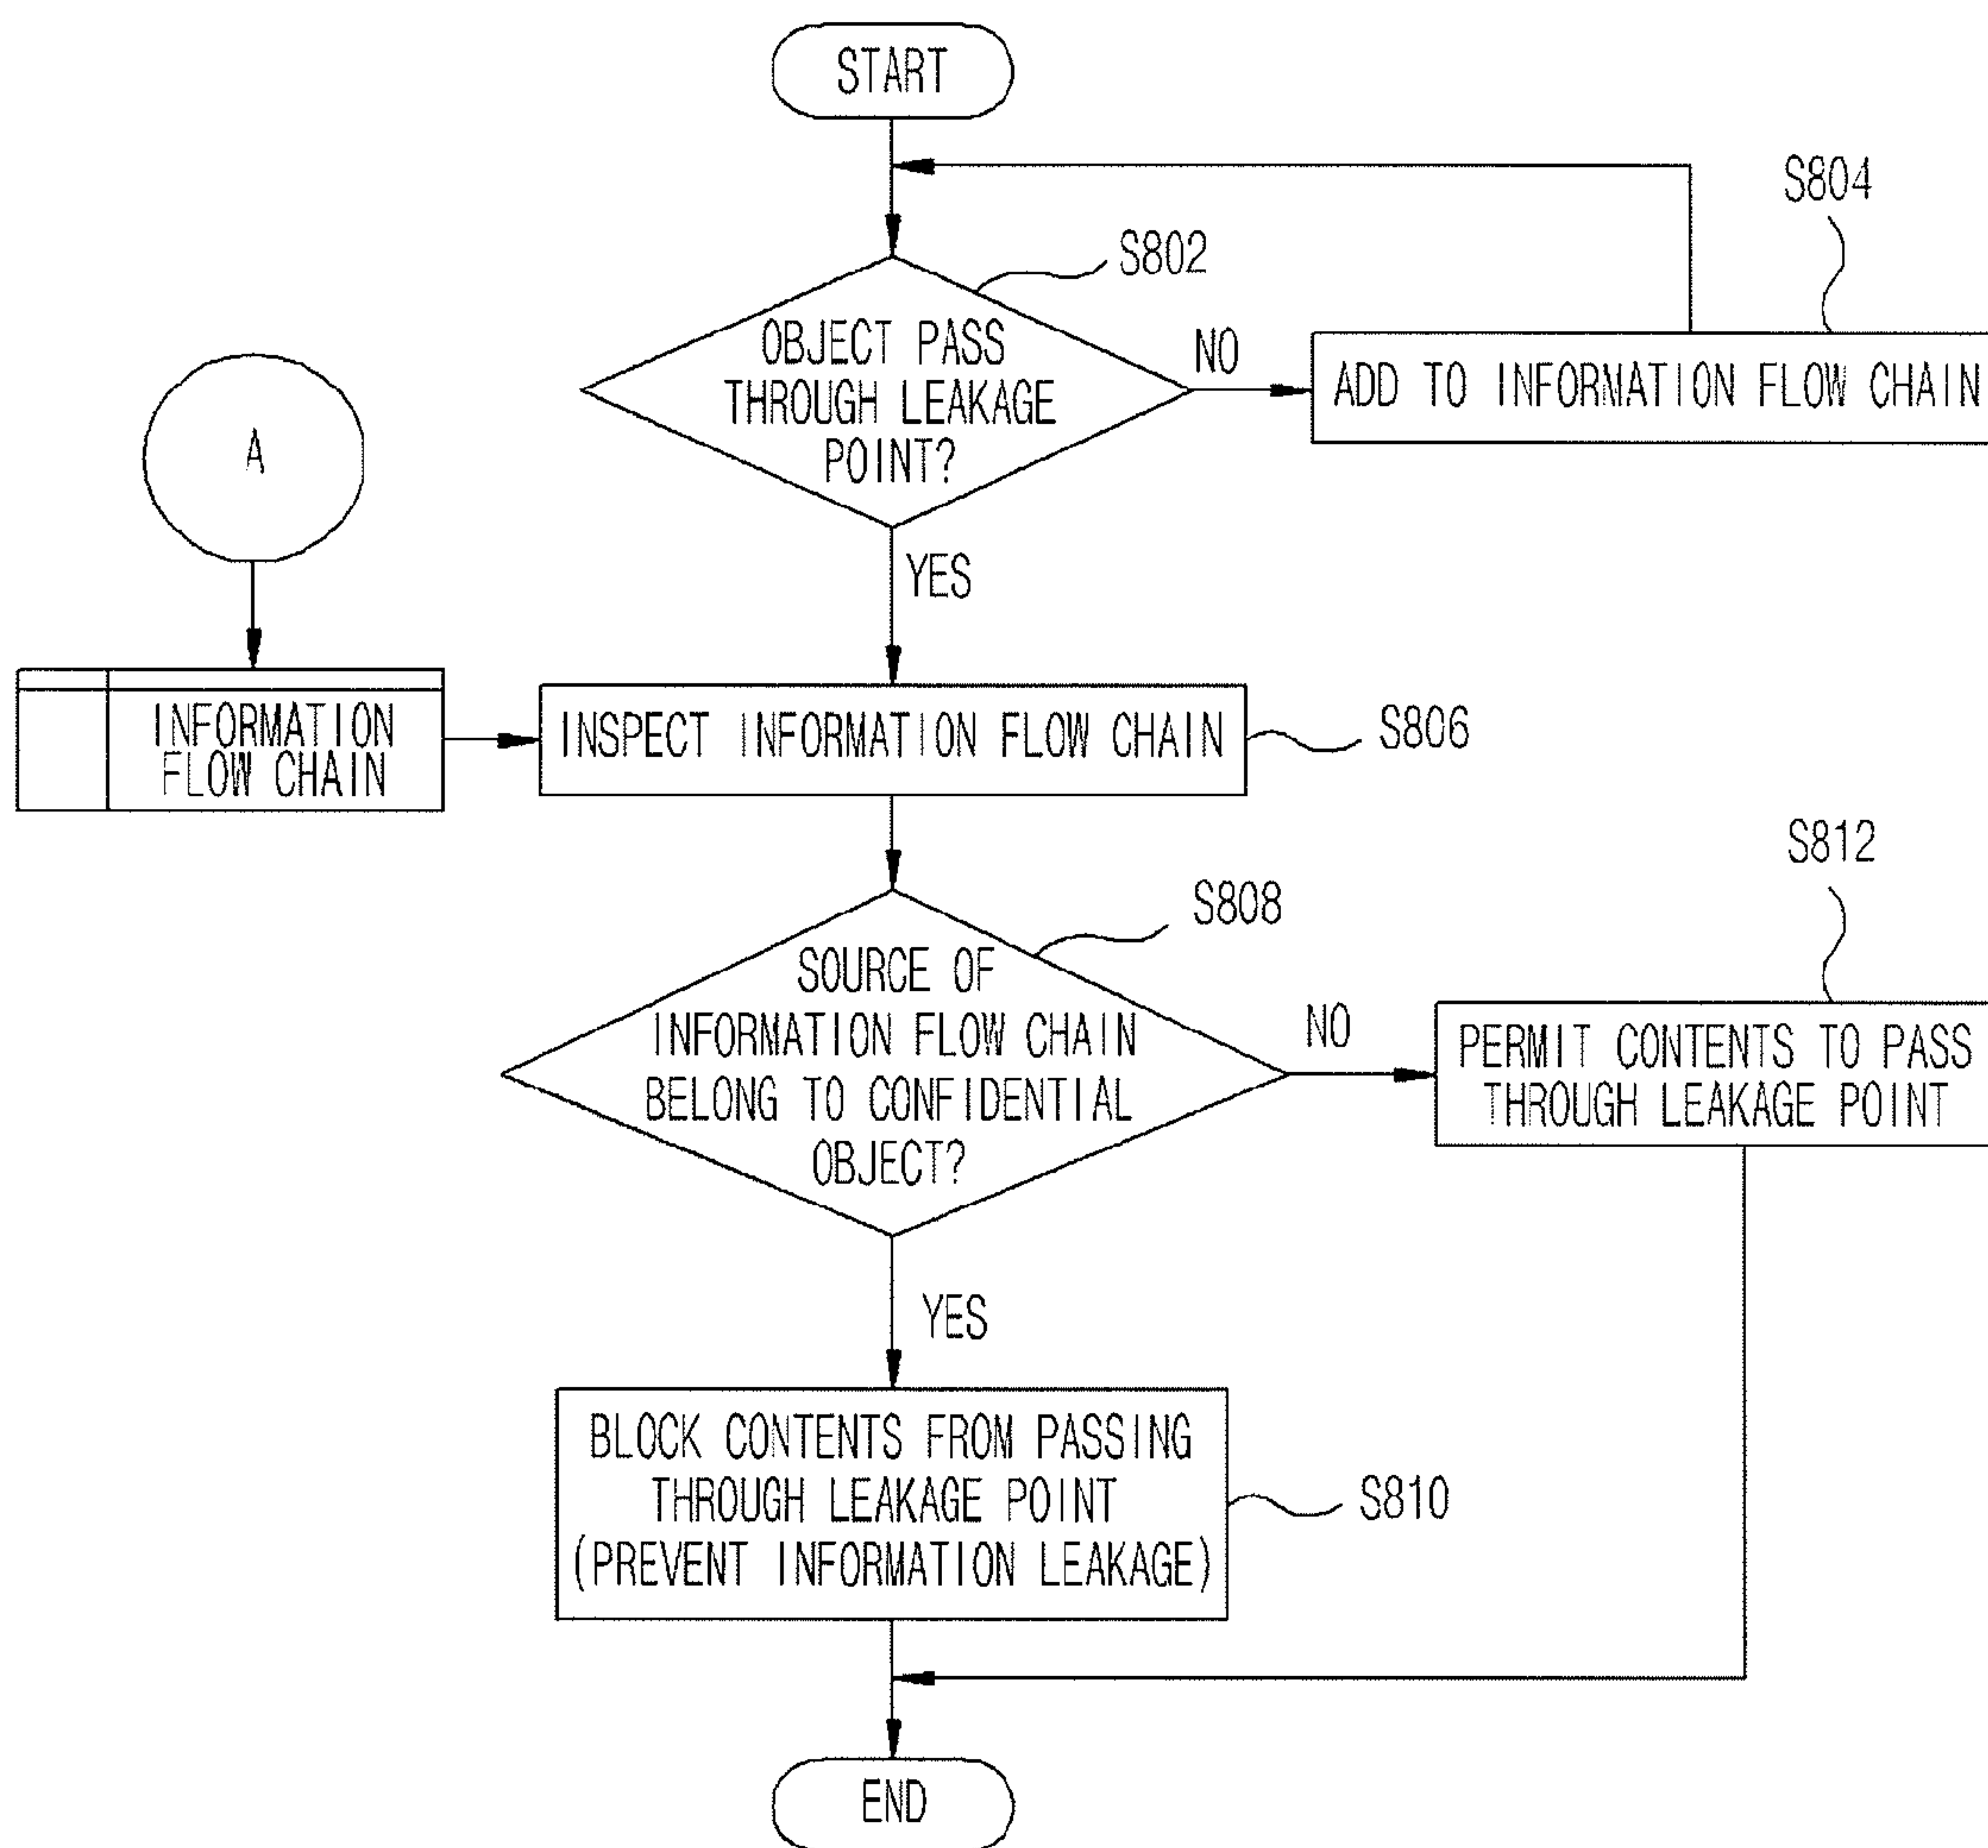 START
S804
S802
OBJECT PASS
THROUGH LEAKAGE
POINT?
NO
ADD TO INFORMATION FLOW CHAIN
A
YES
INFORMATION
FLOW CHAIN
INSPECT INFORMATION FLOW CHAIN
S806
S812
S808
SOURCE OF
INFORMATION FLOW CHAIN
BELONG TO CONFIDENTIAL
OBJECT?
NO
PERMIT CONTENTS TO PASS
THROUGH LEAKAGE POINT
YES
BLOCK CONTENTS FROM PASSING
THROUGH LEAKAGE POINT
(PREVENT INFORMATION LEAKAGE)
S810
END